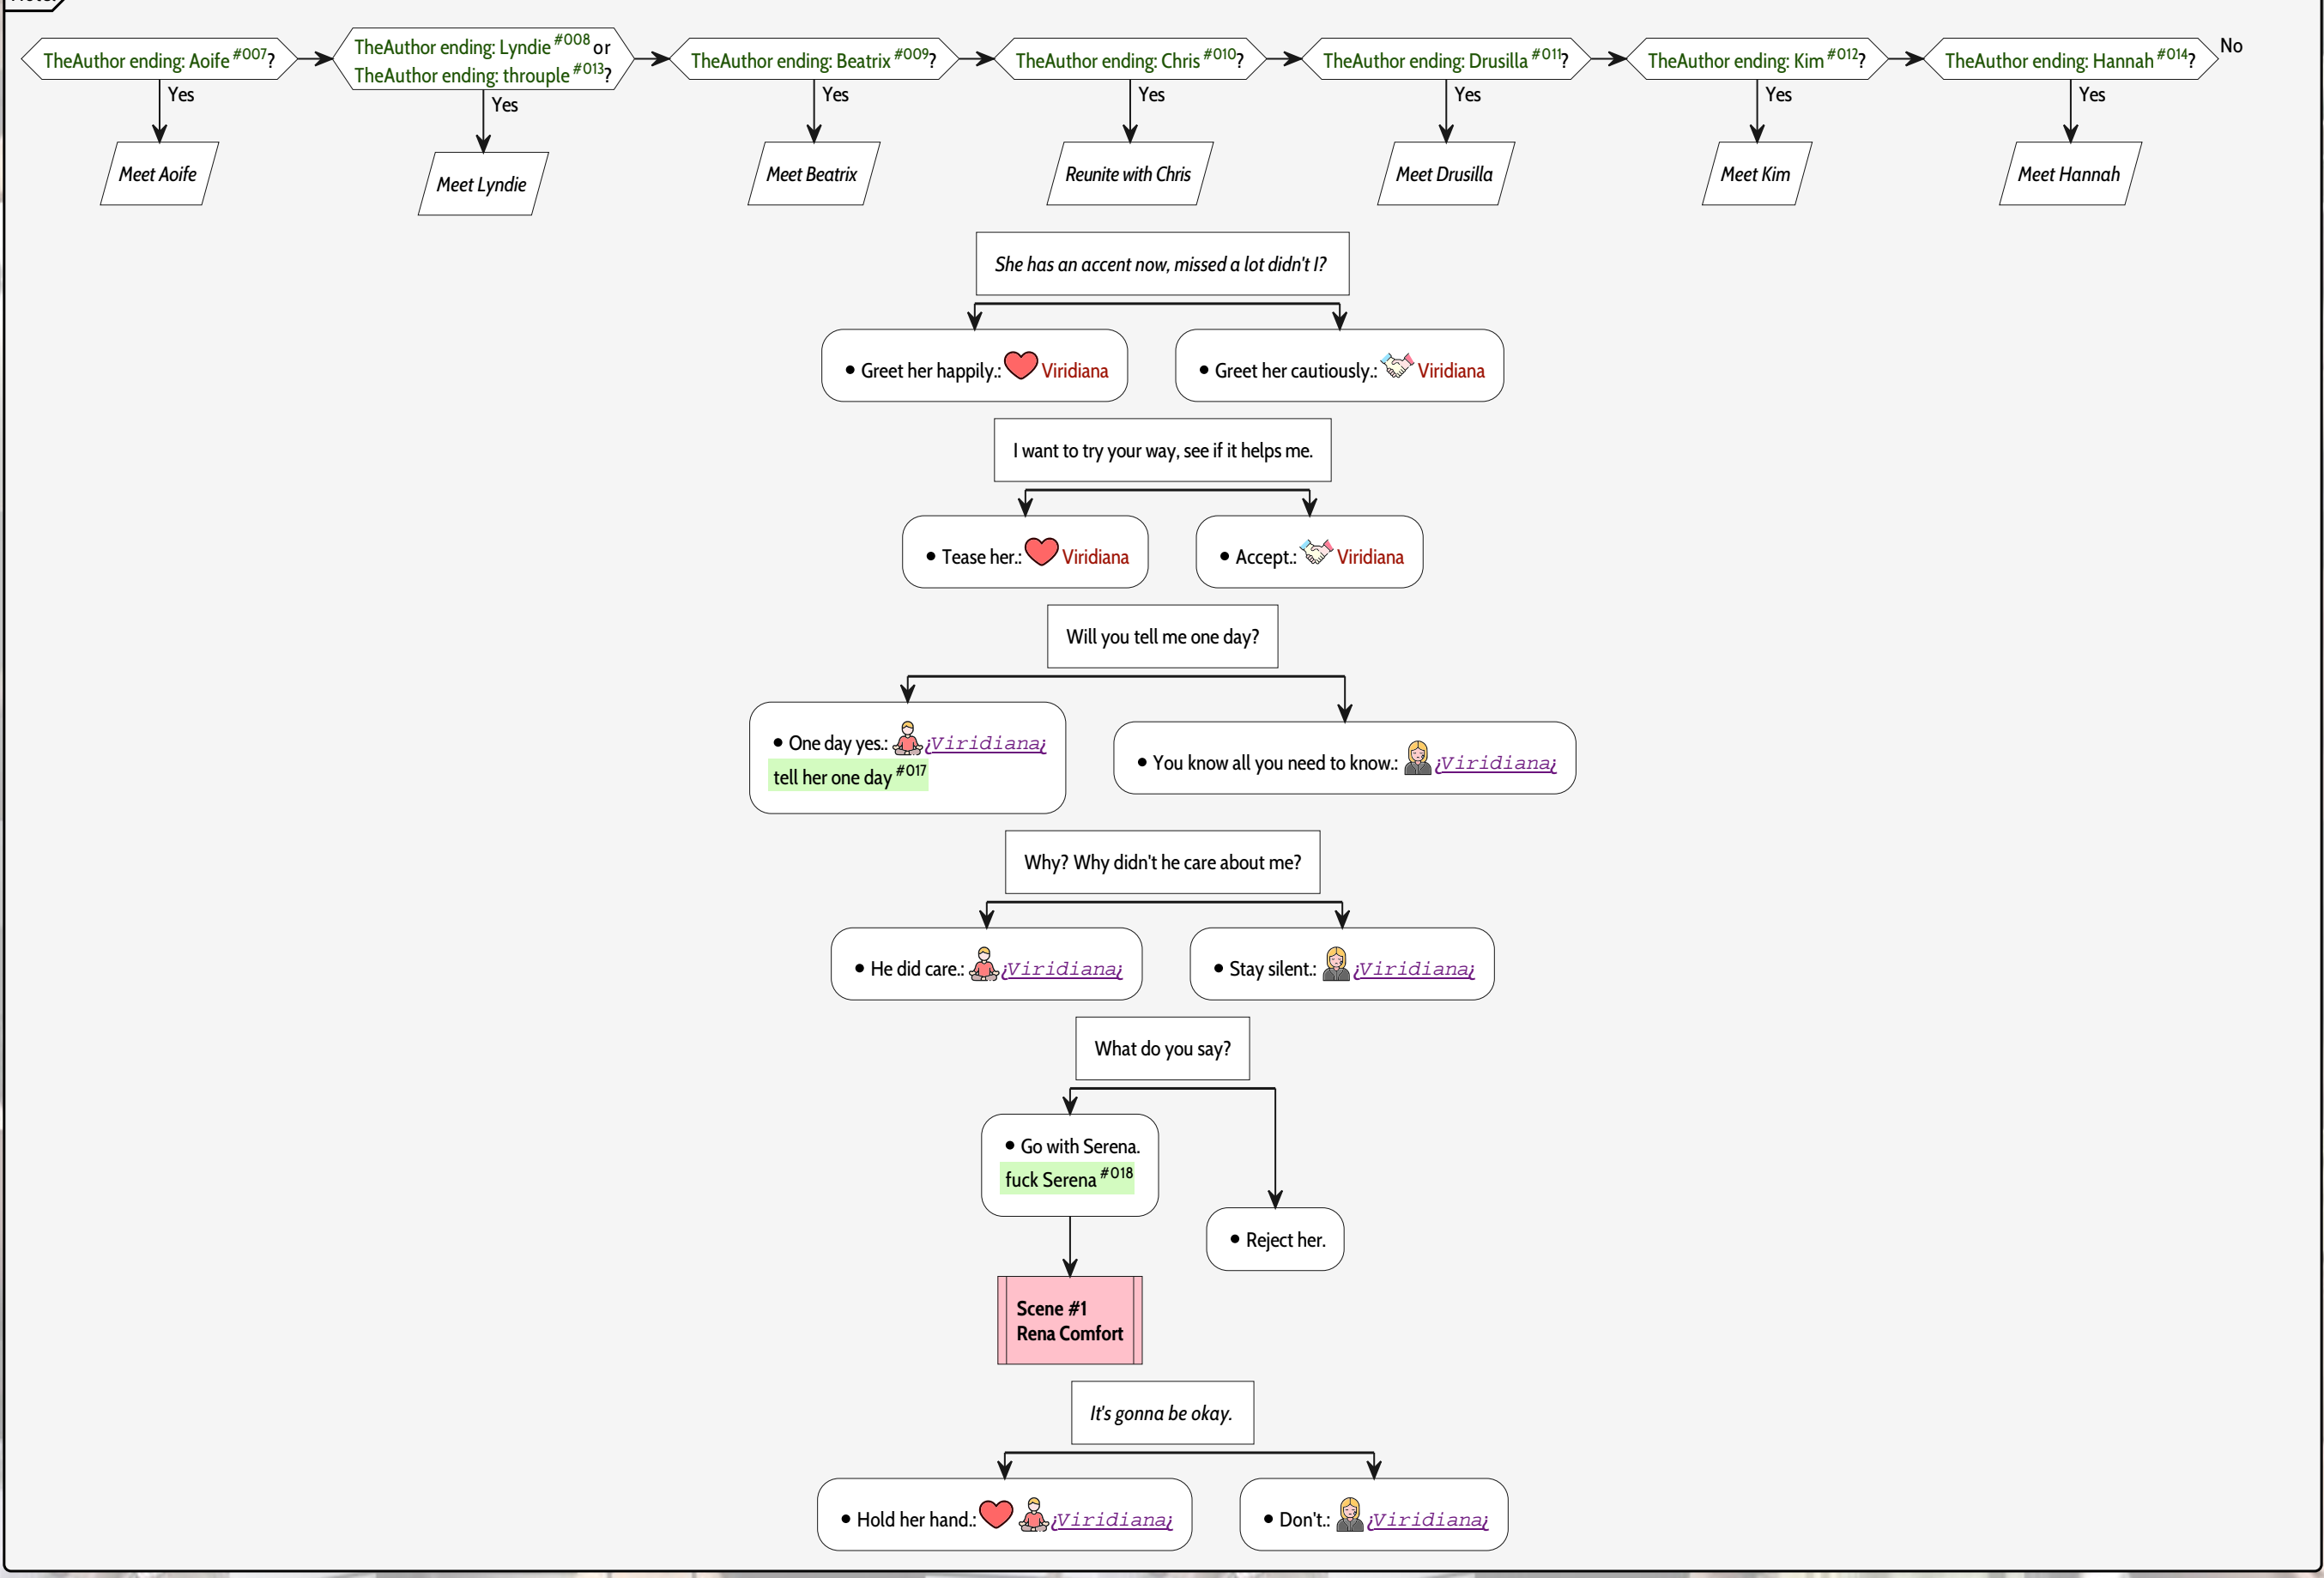 TheAuthor ending: Aoife #007?
TheAuthor ending: Lyndie #008 or
TheAuthor ending: throuple #013?
TheAuthor ending: Beatrix #009?
TheAuthor ending: Chris #010?
TheAuthor ending: Drusilla #011?
TheAuthor ending: Kim #012?
TheAuthor ending: Hannah #014?
No
Yes
Yes
Yes
Yes
Yes
Yes
Yes
Meet Aoife
Meet Lyndie
Meet Beatrix
Reunite with Chris
Meet Drusilla
Meet Kim
Meet Hannah
She has an accent now, missed a lot didn't I?
• Greet her happily.: Viridiana
• Greet her cautiously.: Viridiana
I want to try your way, see if it helps me.
• Tease her.: Viridiana
• Accept.: Viridiana
Will you tell me one day?
• One day yes.: ¿Viridiana¿
tell her one day #017
• You know all you need to know.: ¿Viridiana¿
Why? Why didn't he care about me?
• He did care.: ¿Viridiana¿
• Stay silent.: ¿Viridiana¿
What do you say?
• Go with Serena.
fuck Serena #018
• Reject her.
Scene #1
Rena Comfort
It's gonna be okay.
• Hold her hand.: ¿Viridiana¿
• Don't.: ¿Viridiana¿